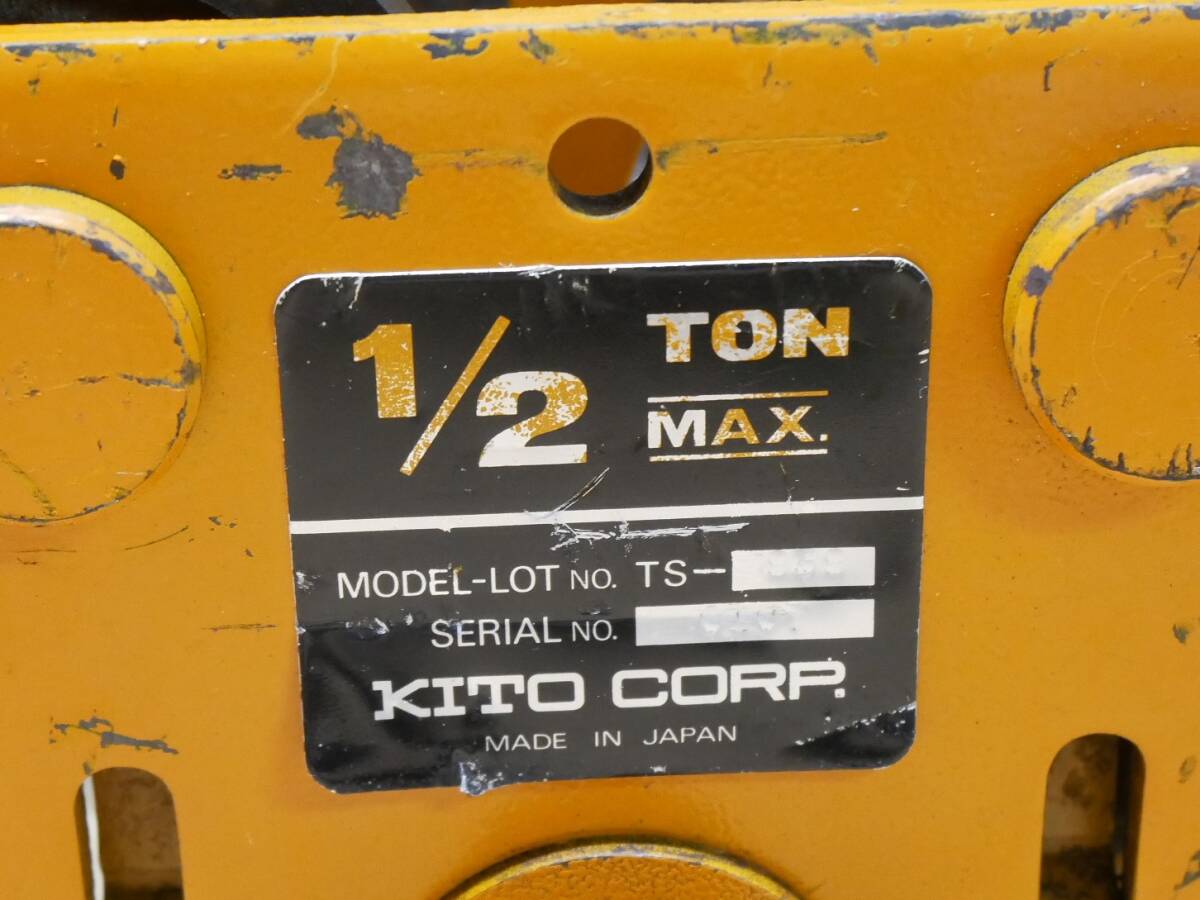 1/2 TON
MAX.
MODEL-LOT NO. TS-
SERIAL NO.
KITO CORP.
MADE IN JAPAN